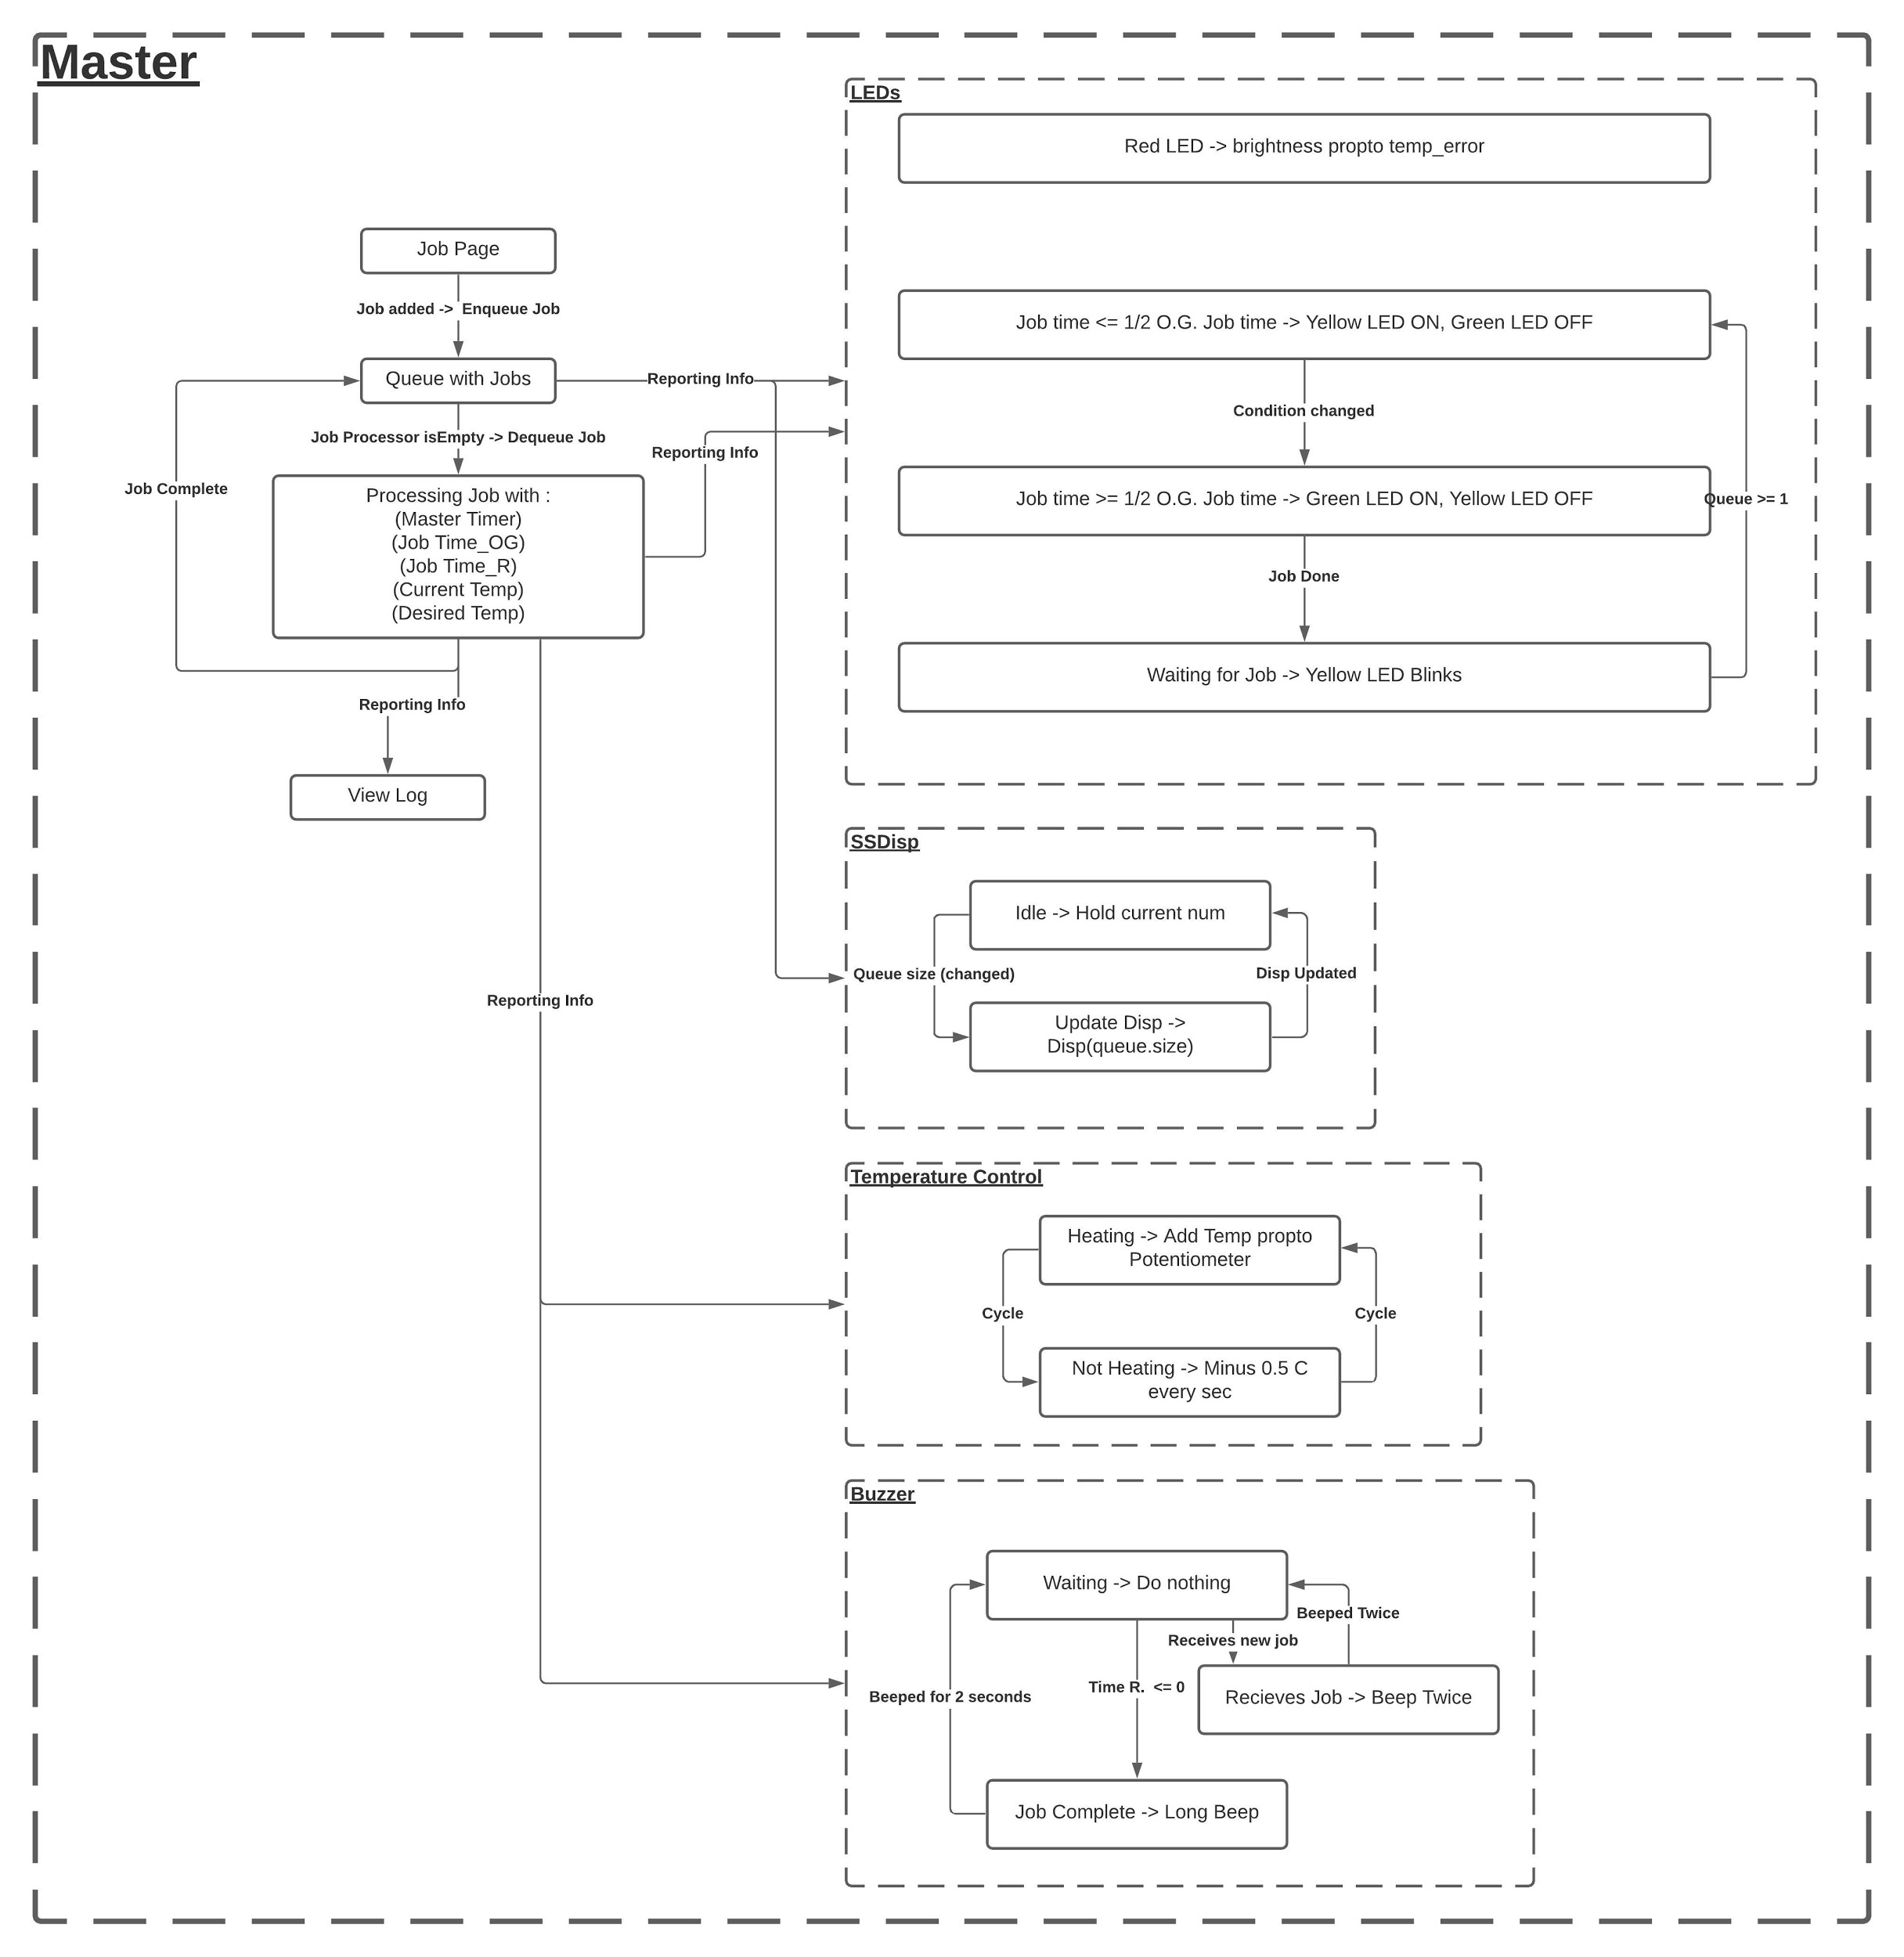 Master
Job Page
Job added ->  Enqueue Job
Queue with Jobs
Reporting Info
Job Processor isEmpty -> Dequeue Job
Reporting Info
Job Complete
Processing Job with :
(Master Timer)
(Job Time_OG)
(Job Time_R)
(Current Temp)
(Desired Temp)
Reporting Info
View Log
Reporting Info
LEDs
Red LED -> brightness propto temp_error
Job time <= 1/2 O.G. Job time -> Yellow LED ON, Green LED OFF
Condition changed
Job time >= 1/2 O.G. Job time -> Green LED ON, Yellow LED OFF
Queue >= 1
Job Done
Waiting for Job -> Yellow LED Blinks
SSDisp
Idle -> Hold current num
Queue size (changed)
Disp Updated
Update Disp ->
Disp(queue.size)
Temperature Control
Heating -> Add Temp propto
Potentiometer
Cycle
Cycle
Not Heating -> Minus 0.5 C
every sec
Buzzer
Waiting -> Do nothing
Beeped Twice
Receives new job
Time R.  <= 0
Beeped for 2 seconds
Recieves Job -> Beep Twice
Job Complete -> Long Beep